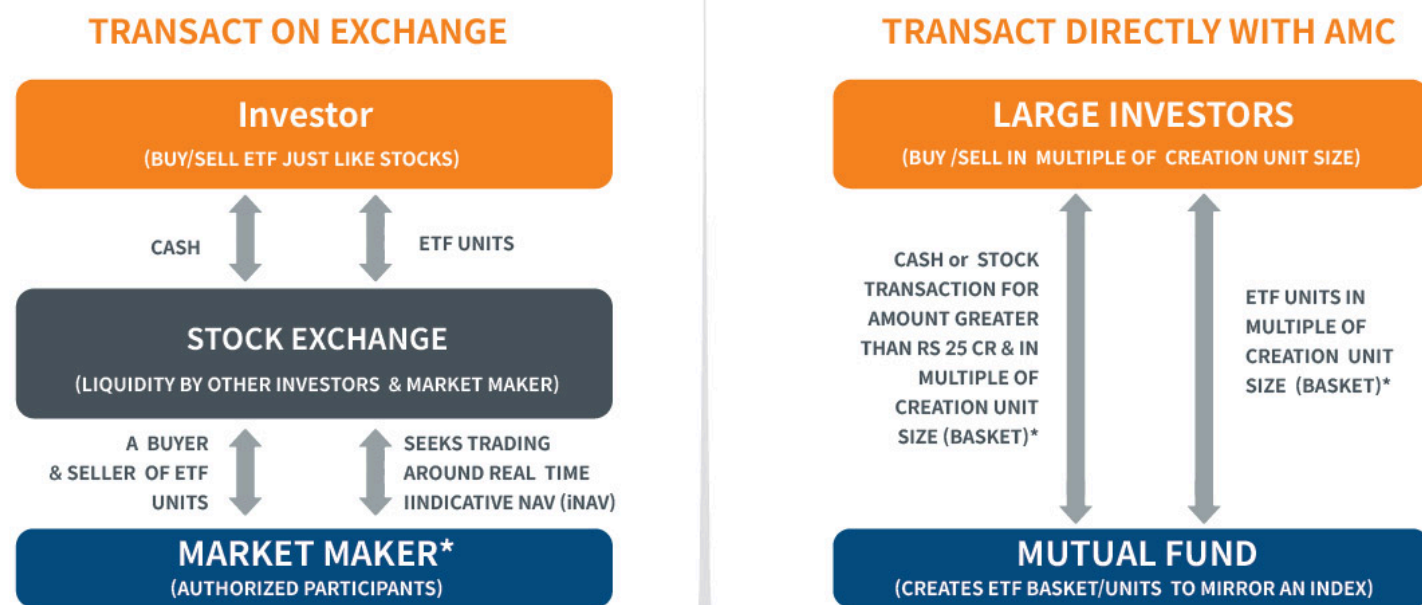 TRANSACT ON EXCHANGE
Investor
(BUY/SELL ETF JUST LIKE STOCKS)
CASH
ETF UNITS
STOCK EXCHANGE
(LIQUIDITY BY OTHER INVESTORS & MARKET MAKER)
A BUYER
& SELLER OF ETF
UNITS
SEEKS TRADING
AROUND REAL TIME
IINDICATIVE NAV (iNAV)
MARKET MAKER*
(AUTHORIZED PARTICIPANTS)
TRANSACT DIRECTLY WITH AMC
LARGE INVESTORS
(BUY /SELL IN MULTIPLE OF CREATION UNIT SIZE)
CASH or STOCK
TRANSACTION FOR
AMOUNT GREATER
THAN RS 25 CR & IN
MULTIPLE OF
CREATION UNIT
SIZE (BASKET)*
ETF UNITS IN
MULTIPLE OF
CREATION UNIT
SIZE (BASKET)*
MUTUAL FUND
(CREATES ETF BASKET/UNITS TO MIRROR AN INDEX)